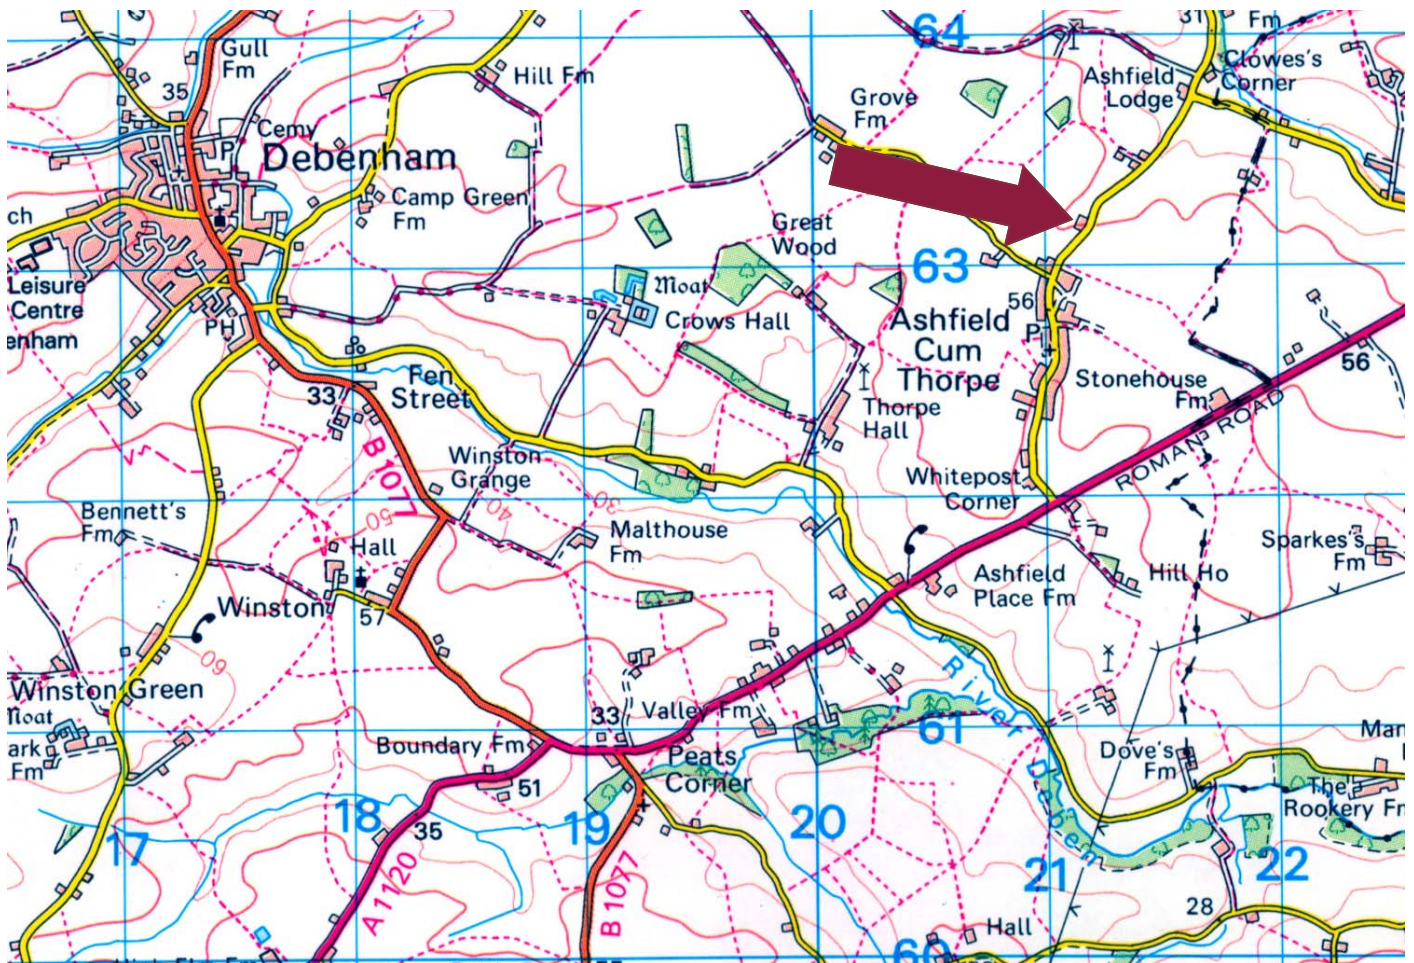 Gull
Fm
35
Hill Fm
64
31
Fm
Clowes's
Corner
Ashfield
Lodge
Grove
Fm
Cemy
P
Debenham
Camp Green
Fm
ch
Great
Wood
63
Leisure
Centre
enham
PH
Moat
Crows Hall
56
P
Ashfield
Cum
Thorpe
56
Fen
Street
33
Stonehouse
Fm
Thorpe
Hall
ROMAN ROAD
B 1077
Winston
Grange
Whitepost
Corner
40
30
50
Bennett's
Fm
Hall
Malthouse
Fm
Sparkes's
Fm
Ashfield
Place Fm
Hill Ho
Winston
57
60
Winston Green
Moat
ark
Fm
River Deben
33
Valley Fm
61
Boundary Fm
Peats
Corner
Dove's
Fm
Man
The
Rookery Fm
51
18
35
19
20
17
21
22
A 1120
B 1077
28
Hall
60